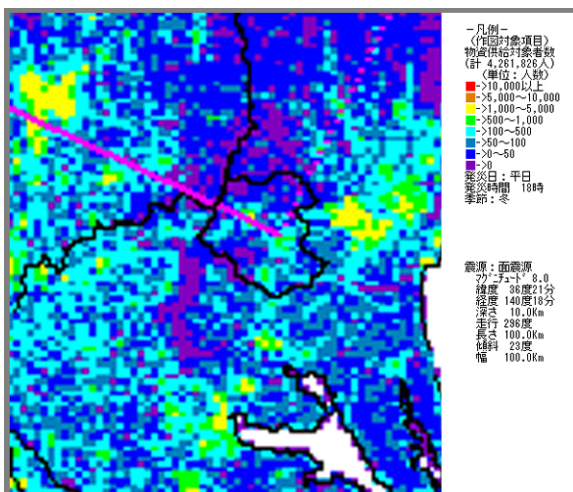 －凡例－
(作図対象項目)
物資供給対象者数
(計 4,261,826人)
(単位：人数)
->10,000以上
->5,000～10,000
->1,000～5,000
->500～1,000
->100～500
->50～100
->0～50
->0
発災日：平日
発災時間 18時
季節：冬
震源：面震源
ﾏｸﾞﾆﾁｭｰﾄﾞ 8.0
緯度 36度21分
経度 140度18分
深さ 10.0Km
走行 296度
長さ 100.0Km
傾斜 23度
幅 100.0Km